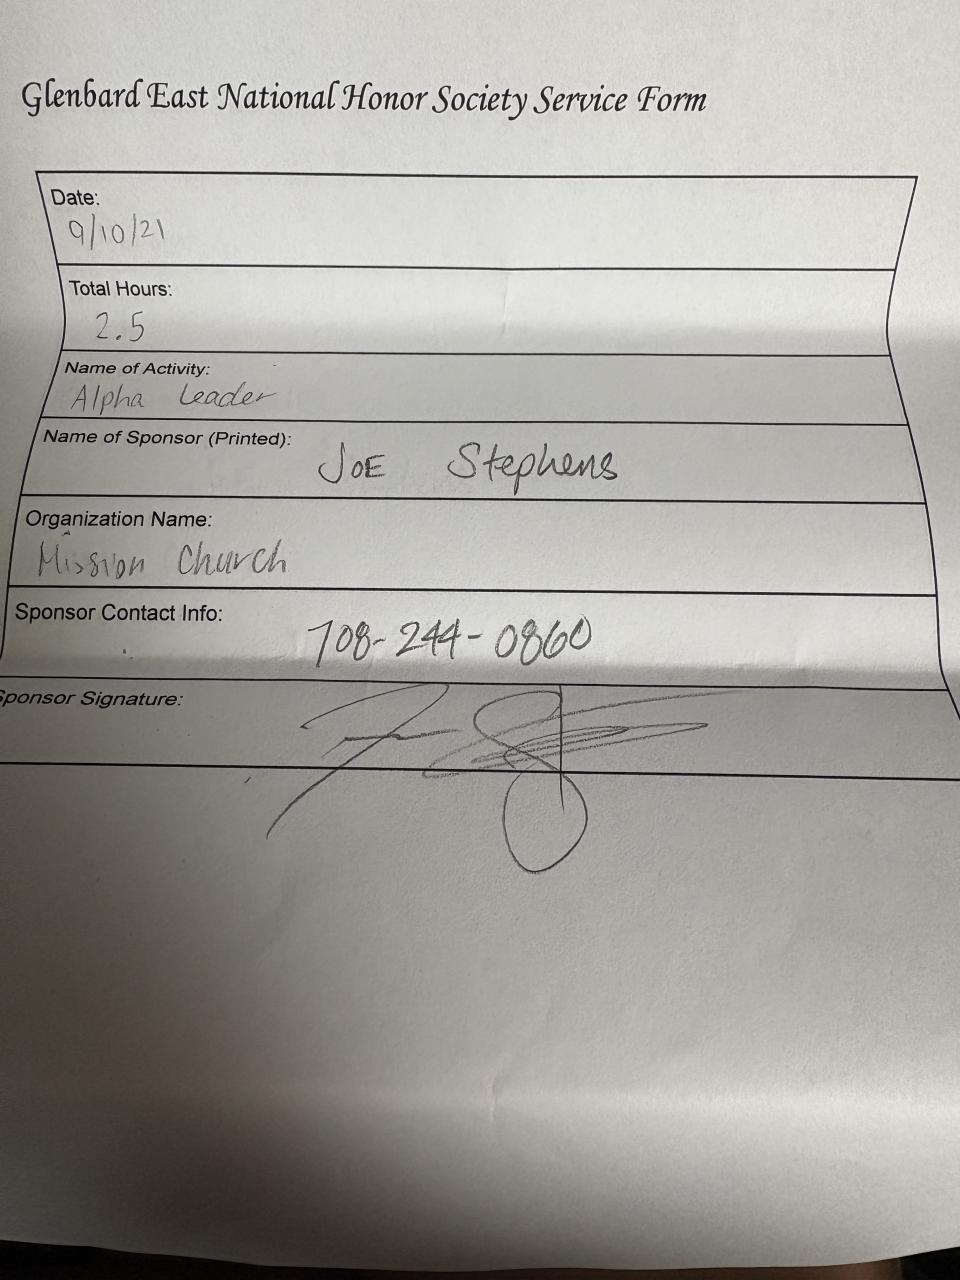 Glenbard East National Honor Society Service Form
Date:
9/10/21
Total Hours:
2.5
Name of Activity:
Alpha Leader
Name of Sponsor (Printed):
JOE Stephens
Organization Name:
Mission Church
Sponsor Contact Info:
708-244-0860
Sponsor Signature: